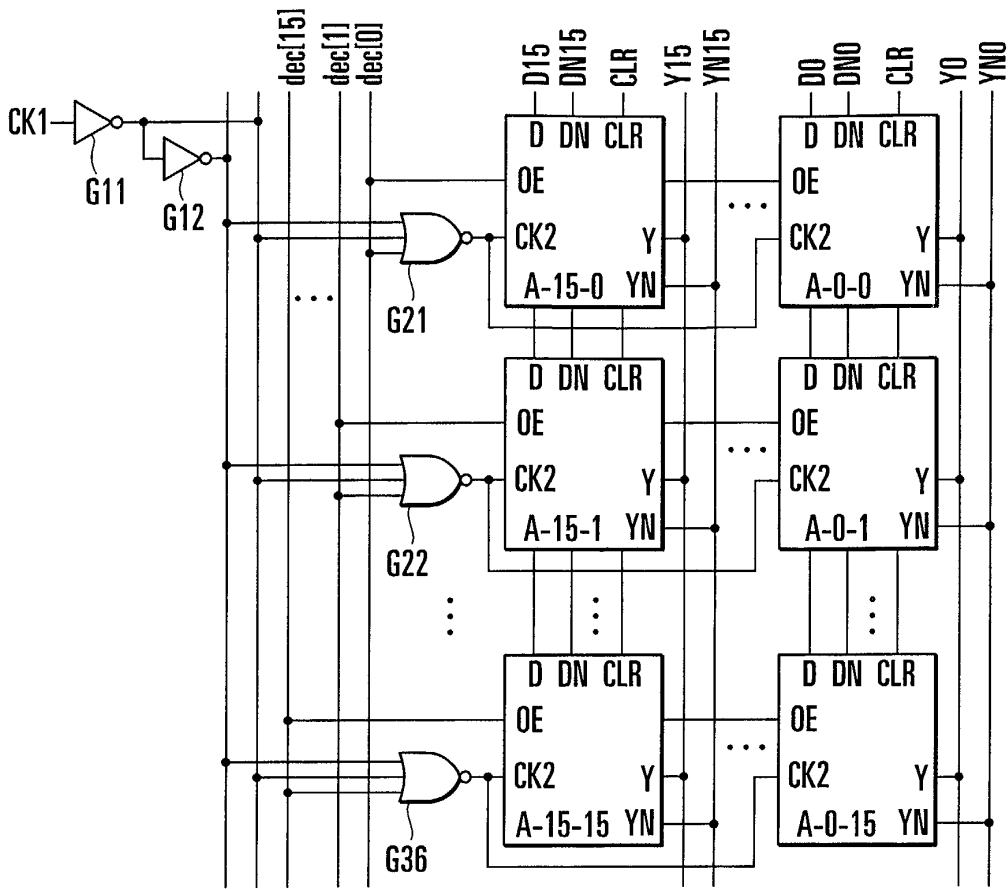 dec[15]
dec[1]
dec[0]
D15
DN15
CLR
Y15
YN15
D0
DN0
CLR
Y0
YN0
CK1
G11
G12
D DN CLR
OE
CK2 Y
A-15-0 YN
D DN CLR
OE
CK2 Y
A-0-0 YN
G21
D DN CLR
OE
CK2 Y
A-15-1 YN
D DN CLR
OE
CK2 Y
A-0-1 YN
G22
D DN CLR
OE
CK2 Y
A-15-15 YN
D DN CLR
OE
CK2 Y
A-0-15 YN
G36